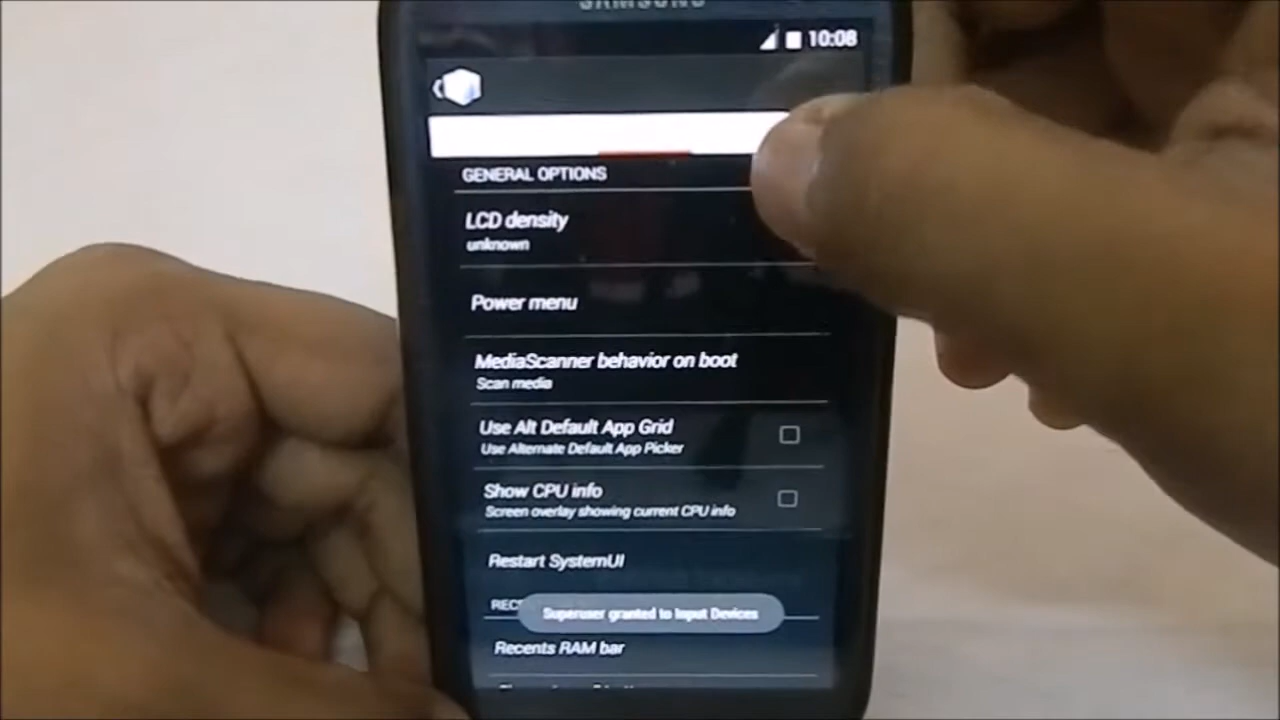 SAMSUNG
10:08
GENERAL OPTIONS
LCD density
unknown
Power menu
MediaScanner behavior on boot
Scan media
Use Alt Default App Grid
Use Alternate Default App Picker
Show CPU info
Screen overlay showing current CPU info
Restart SystemUI
REC
Superuser granted to Input Devices
Recents RAM bar